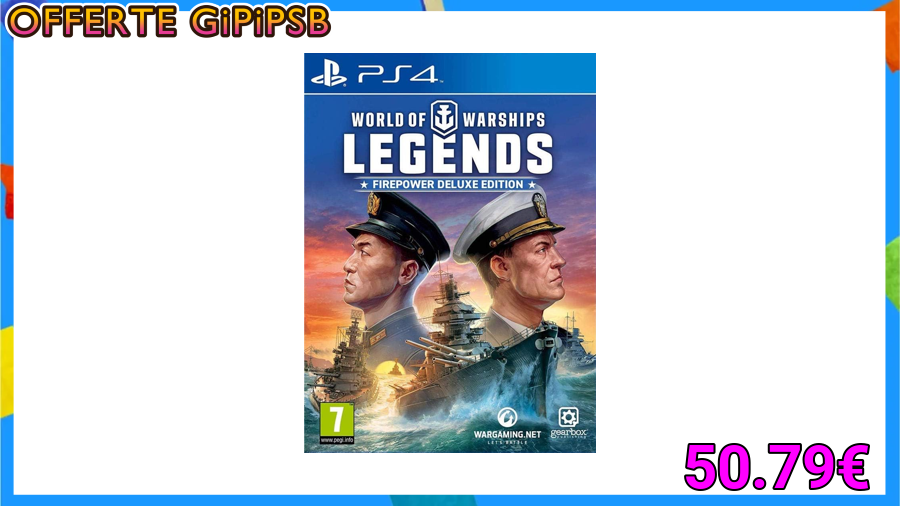 OFFERTE GiPiPSB
PS4
WORLD OF WARSHIPS
LEGENDS
★ FIREPOWER DELUXE EDITION ★
7
www.pegi.info
WARGAMING.NET
LET'S BATTLE
gearbox
publishing
50.79€